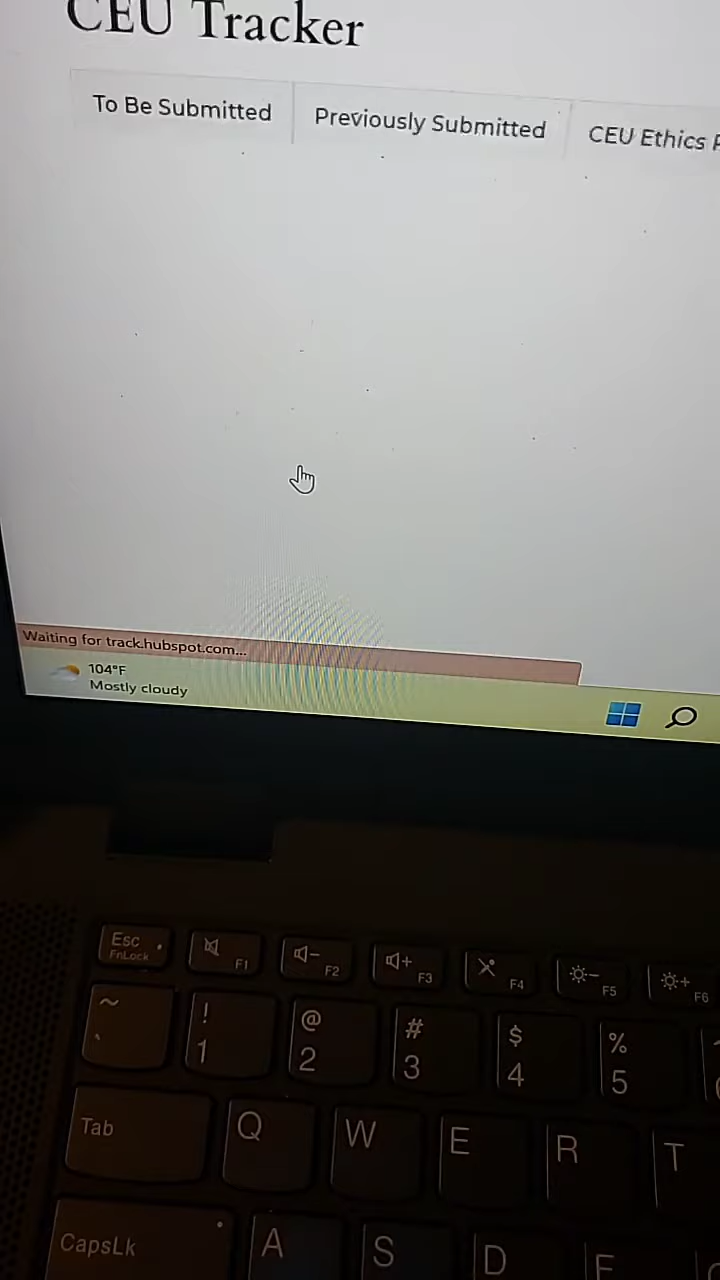 CEU Tracker
To Be Submitted
Previously Submitted
CEU Ethics
Waiting for track.hubspot.com...
104°F
Mostly cloudy
Esc
FnLock
F1
F2
F3
F4
F5
F6
~
`
!
1
@
2
#
3
$
4
%
5
Tab
Q
W
E
R
T
CapsLk
A
S
D
F